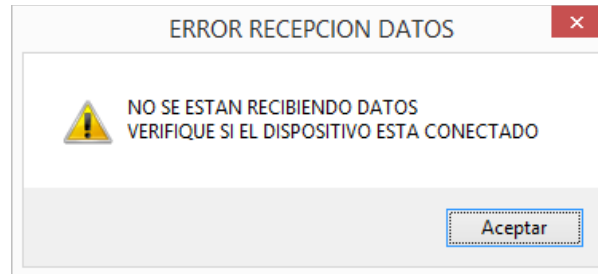 ERROR RECEPCION DATOS
NO SE ESTAN RECIBIENDO DATOS
VERIFIQUE SI EL DISPOSITIVO ESTA CONECTADO
Aceptar